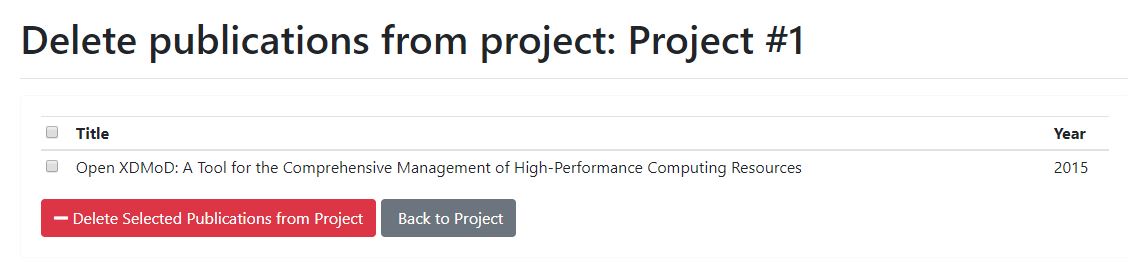 Delete publications from project: Project #1
Title Year
Open XDMoD: A Tool for the Comprehensive Management of High-Performance Computing Resources 2015
Delete Selected Publications from Project Back to Project